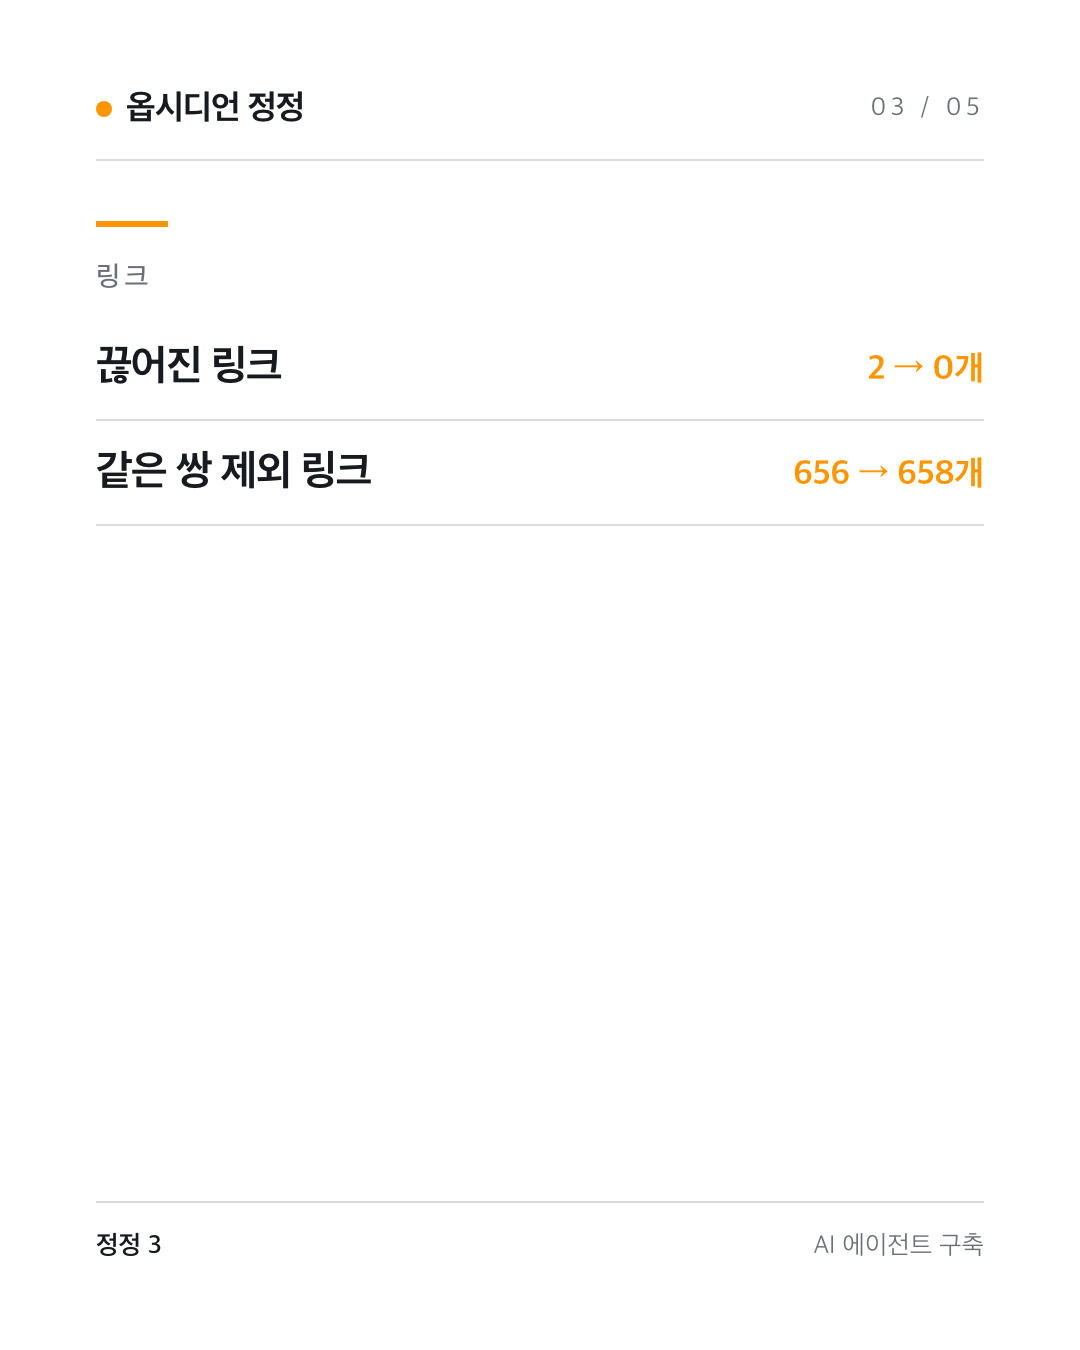 옵시디언 정정
03 / 05
링크
끊어진 링크
2 → 0개
같은 쌍 제외 링크
656 → 658개
정정 3
AI 에이전트 구축